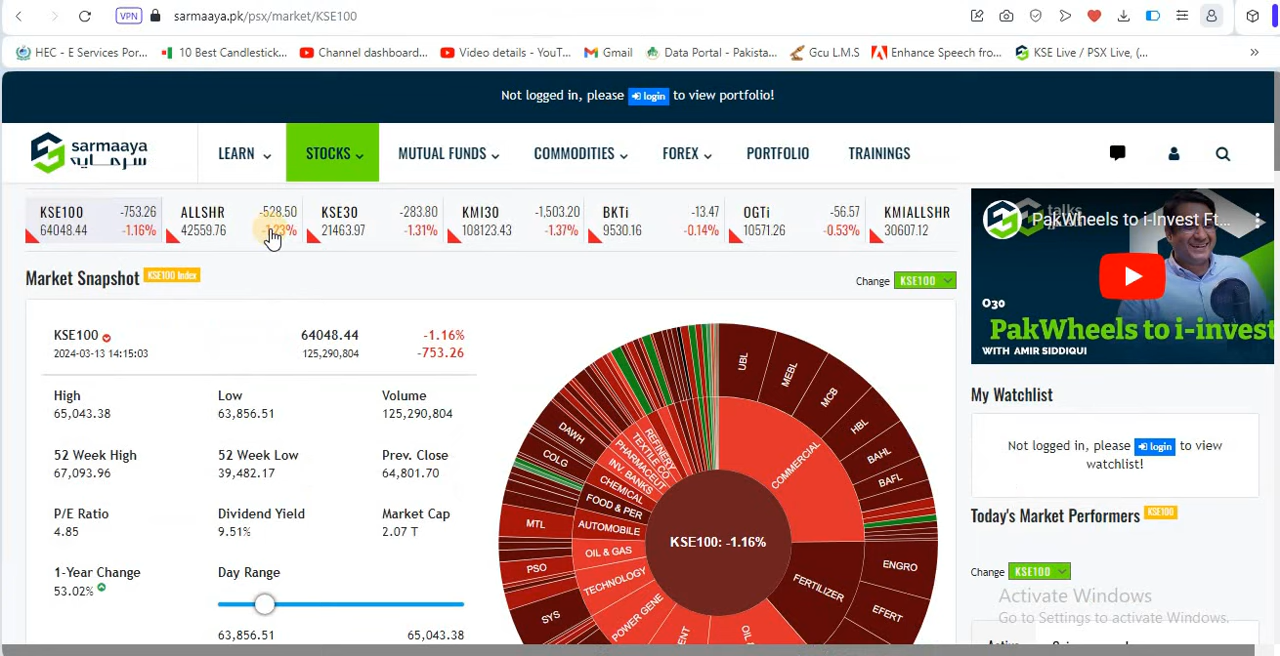 VPN sarmaaya.pk/psx/market/KSE100
HEC - E Services Por... 10 Best Candlestick... Channel dashboard... Video details - YouT... Gmail Data Portal - Pakista... Gcu L.M.S Enhance Speech fro... KSE Live / PSX Live, (...
Not logged in, please login to view portfolio!
sarmaaya
سرمایہ
LEARN STOCKS MUTUAL FUNDS COMMODITIES FOREX PORTFOLIO TRAININGS
KSE100 -753.26 ALLSHR -528.50 KSE30 -283.80 KMI30 -1,503.20 BKTi -13.47 OGTi -56.57 KMIALLSHR
64048.44 -1.16% 42559.76 -1.23% 21463.97 -1.31% 108123.43 -1.37% 9530.16 -0.14% 10571.26 -0.53% 30607.12
Market Snapshot KSE100 Index
Change KSE100
KSE100 64048.44 -1.16%
2024-03-13 14:15:03 125,290,804 -753.26
High Low Volume
65,043.38 63,856.51 125,290,804
52 Week High 52 Week Low Prev. Close
67,093.96 39,482.17 64,801.70
P/E Ratio Dividend Yield Market Cap
4.85 9.51% 2.07 T
1-Year Change Day Range
53.02%
63,856.51 65,043.38
UBL
MEBL
MCB
HBL
BAHL
BAFL
ENGRO
EFERT
COMMERCIAL
FERTILIZER
KSE100: -1.16%
DAWH
COLG
MTL
PSO
SYS
REFINERY
TEXTILE CO
PHARMACEUT
INV. BANKS
CHEMICAL
FOOD & PER
AUTOMOBILE
OIL & GAS
TECHNOLOGY
POWER GENE
talks
PakWheels to i-Invest Ft...
O30
PakWheels to i-invest
WITH AMIR SIDDIQUI
My Watchlist
Not logged in, please login to view
watchlist!
Today's Market Performers KSE100
Change KSE100
Activate Windows
Go to Settings to activate Windows.